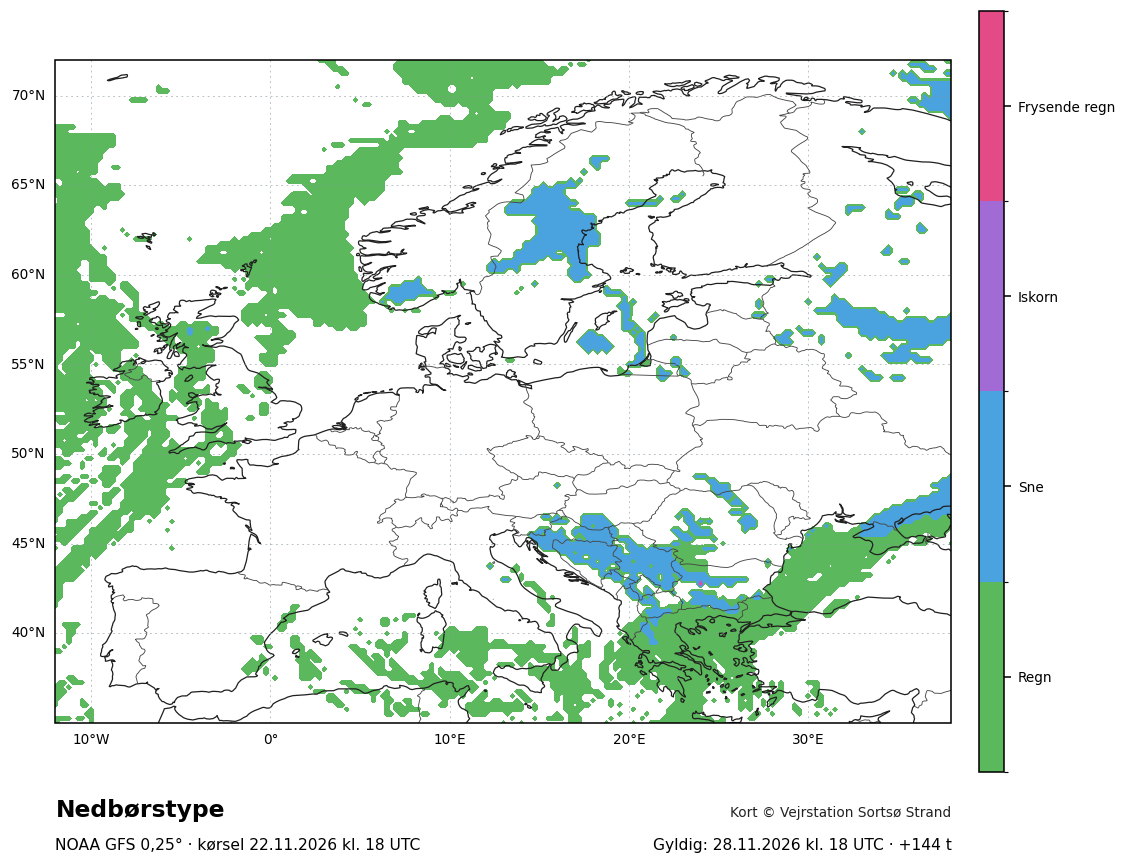 Frysende regn
Iskorn
Sne
Regn
70°N
65°N
60°N
55°N
50°N
45°N
40°N
10°W
0°
10°E
20°E
30°E
Nedbørstype
Kort © Vejrstation Sortsø Strand
NOAA GFS 0,25° · kørsel 22.11.2026 kl. 18 UTC
Gyldig: 28.11.2026 kl. 18 UTC · +144 t